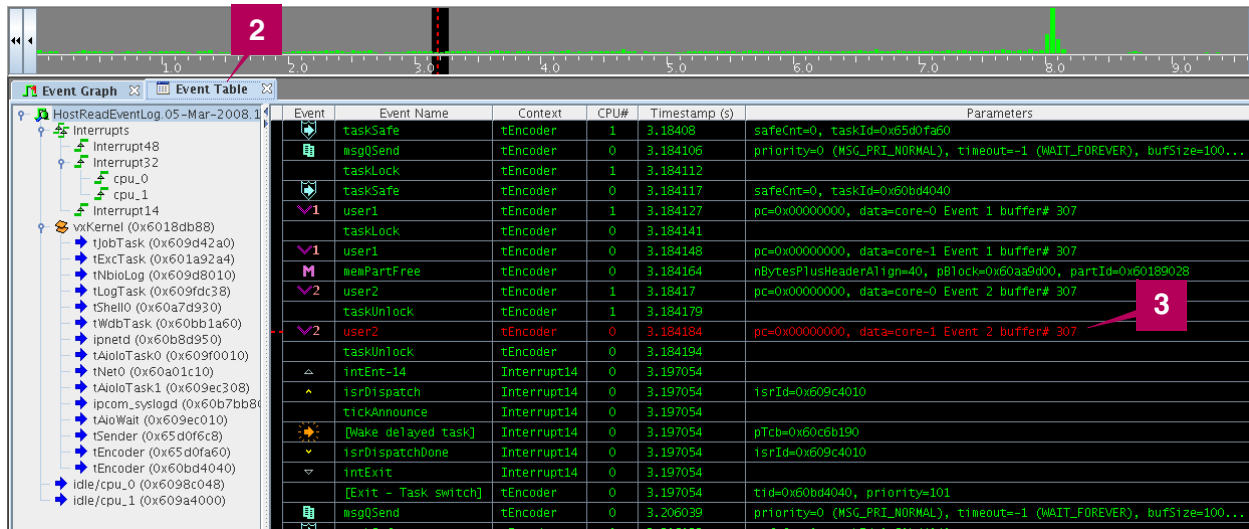 2
1.0 2.0 3.0 4.0 5.0 6.0 7.0 8.0 9.0
Event Graph Event Table
HostReadEventLog.05-Mar-2008.1
Interrupts
Interrupt48
Interrupt32
cpu_0
cpu_1
Interrupt14
vxKernel (0x6018db88)
tJobTask (0x609d42a0)
tExcTask (0x601a92a4)
tNbioLog (0x609d8010)
tLogTask (0x609fdc38)
tShell0 (0x60a7d930)
tWdbTask (0x60bb1a60)
ipnetd (0x60b8d950)
tAioIoTask0 (0x609f0010)
tNet0 (0x60a01c10)
tAioIoTask1 (0x609ec308)
ipcom_syslogd (0x60b7bb80
tAioWait (0x609ec010)
tSender (0x65d0f6c8)
tEncoder (0x65d0fa60)
tEncoder (0x60bd4040)
idle/cpu_0 (0x6098c048)
idle/cpu_1 (0x609a4000)
Event Event Name Context CPU# Timestamp (s) Parameters
taskSafe tEncoder 1 3.18408 safeCnt=0, taskId=0x65d0fa60
msgQSend tEncoder 0 3.184106 priority=0 (MSG_PRI_NORMAL), timeout=-1 (WAIT_FOREVER), bufSize=100...
taskLock tEncoder 1 3.184112
taskSafe tEncoder 0 3.184117 safeCnt=0, taskId=0x60bd4040
1 user1 tEncoder 1 3.184127 pc=0x00000000, data=core-0 Event 1 buffer# 307
taskLock tEncoder 0 3.184141
1 user1 tEncoder 0 3.184148 pc=0x00000000, data=core-1 Event 1 buffer# 307
M memPartFree tEncoder 0 3.184164 nBytesPlusHeaderAlign=40, pBlock=0x60aa9d00, partId=0x60189028
2 user2 tEncoder 1 3.18417 pc=0x00000000, data=core-0 Event 2 buffer# 307
taskUnlock tEncoder 1 3.184179
2 user2 tEncoder 0 3.184184 pc=0x00000000, data=core-1 Event 2 buffer# 307
3
taskUnlock tEncoder 0 3.184194
intEnt-14 Interrupt14 0 3.197054
isrDispatch Interrupt14 0 3.197054 isrId=0x609c4010
tickAnnounce Interrupt14 0 3.197054
[Wake delayed task] Interrupt14 0 3.197054 pTcb=0x60c6b190
isrDispatchDone Interrupt14 0 3.197054 isrId=0x609c4010
intExit Interrupt14 0 3.197054
[Exit - Task switch] tEncoder 0 3.197054 tid=0x60bd4040, priority=101
msgQSend tEncoder 0 3.206039 priority=0 (MSG_PRI_NORMAL), timeout=-1 (WAIT_FOREVER), bufSize=100...